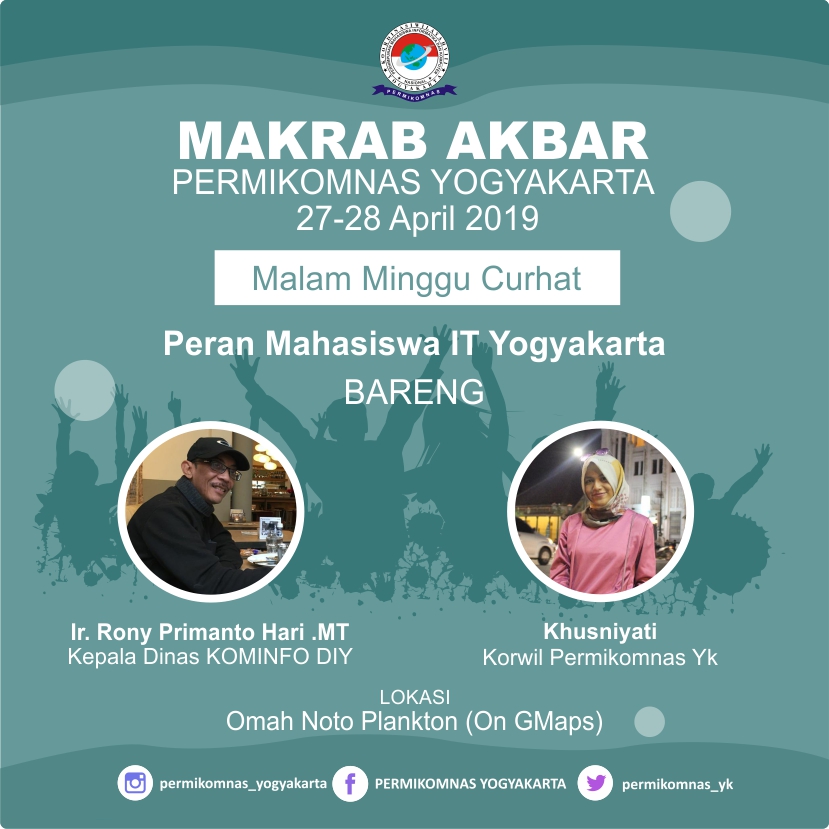 PERMIKOMNAS
MAKRAB AKBAR
PERMIKOMNAS YOGYAKARTA
27-28 April 2019
Malam Minggu Curhat
Peran Mahasiswa IT Yogyakarta
BARENG
Ir. Rony Primanto Hari .MT
Kepala Dinas KOMINFO DIY
Khusniyati
Korwil Permikomnas Yk
LOKASI
Omah Noto Plankton (On GMaps)
permikomnas_yogyakarta
PERMIKOMNAS YOGYAKARTA
permikomnas_yk